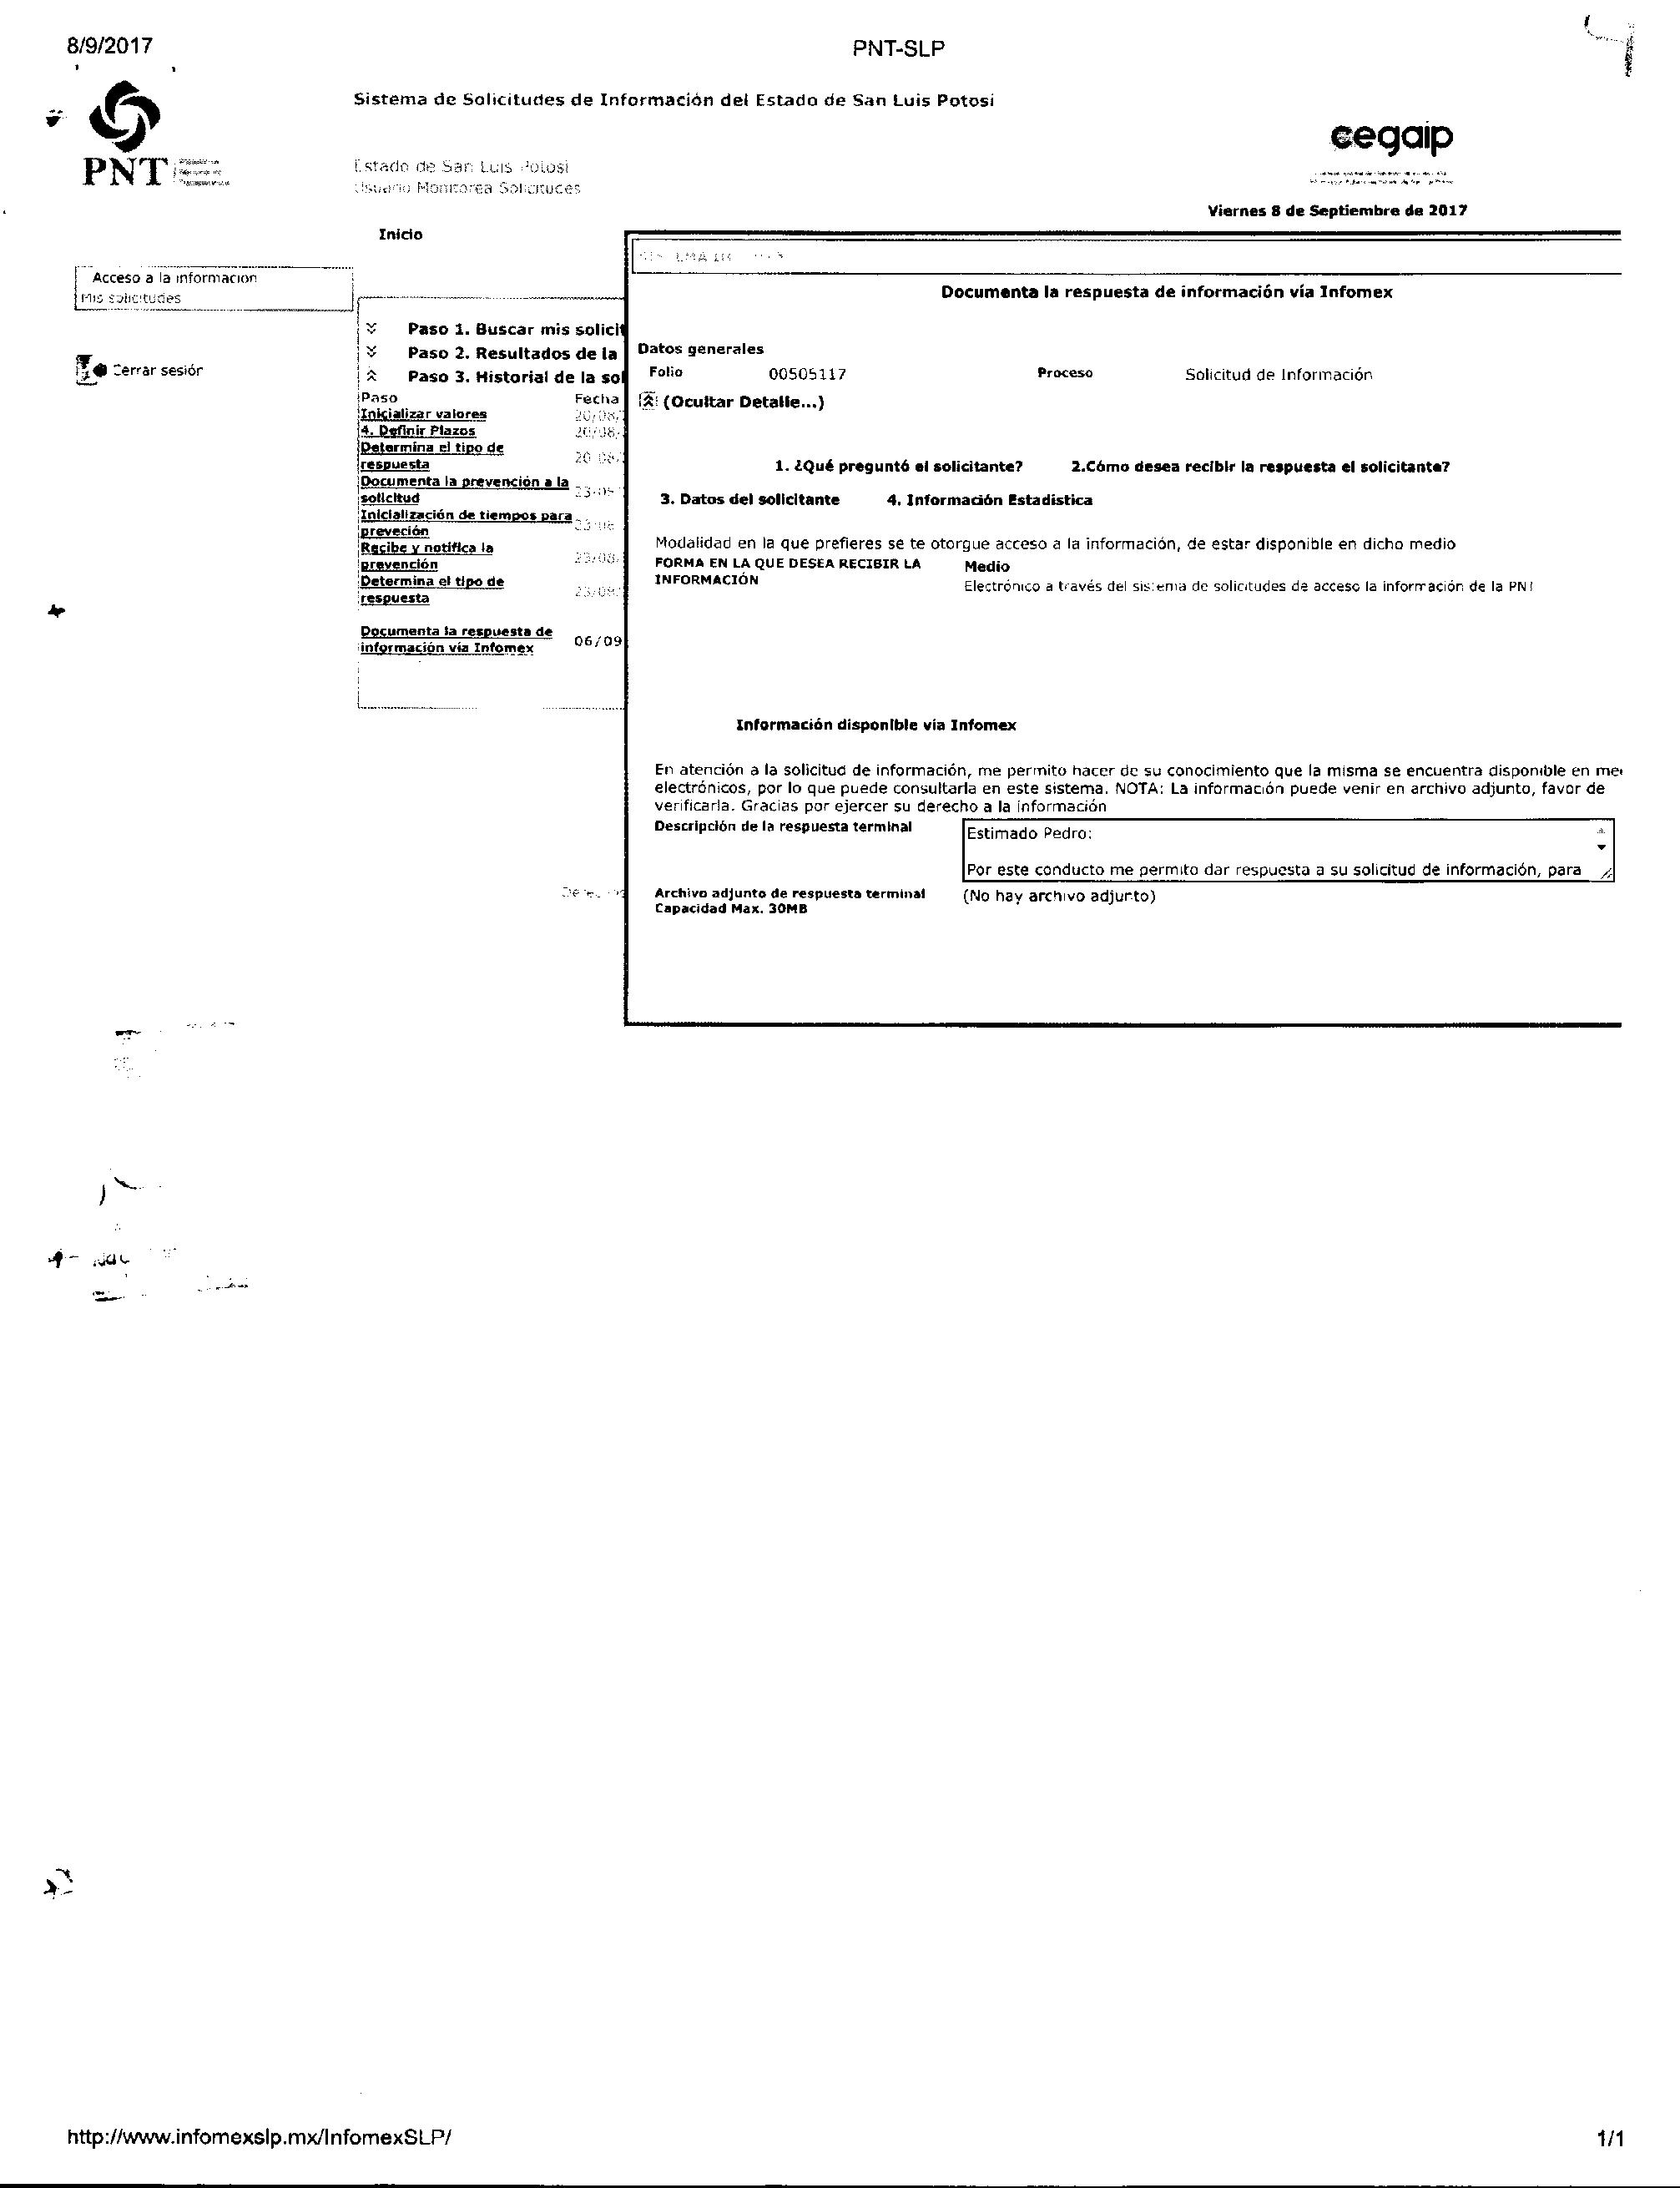 8/9/2017
PNT-SLP
4
PNT
Sistema de Solicitudes de Información del Estado de San Luis Potosí
cegaip
Estado de San Luis Potosi
Usuario Monitorea Solicitudes
Viernes 8 de Septiembre de 2017
Inicio
Acceso a la informacion
Mis solicitudes
Cerrar sesión
Paso 1. Buscar mis solicit
Paso 2. Resultados de la
Paso 3. Historial de la sol
Paso Fecha
Inicializar valores 20/08/
4. Definir Plazos 20/08/
Determina el tipo de
respuesta 20/08/
Documenta la prevención a la
solicitud
Inicialización de tiempos para
preveción
Recibe y notifica la
prevención 23/08/
Determina el tipo de
respuesta
Documenta la respuesta de
información vía Infomex 06/09
Documenta la respuesta de información vía Infomex
Datos generales
Folio 00505117 Proceso Solicitud de Información
(Ocultar Detalle...)
1. ¿Qué preguntó el solicitante? 2.Cómo desea recibir la respuesta el solicitante?
3. Datos del solicitante 4. Información Estadística
Modalidad en la que prefieres se te otorgue acceso a la información, de estar disponible en dicho medio
FORMA EN LA QUE DESEA RECIBIR LA
INFORMACIÓN
Medio
Electrónico a través del sistema de solicitudes de acceso la información de la PNT
Información disponible vía Infomex
En atención a la solicitud de información, me permito hacer de su conocimiento que la misma se encuentra disponible en me
electrónicos, por lo que puede consultarla en este sistema. NOTA: La información puede venir en archivo adjunto, favor de
verificarla. Gracias por ejercer su derecho a la información
Descripción de la respuesta terminal
Estimado Pedro:
Por este conducto me permito dar respuesta a su solicitud de información, para
Archivo adjunto de respuesta terminal
Capacidad Max. 30MB
(No hay archivo adjunto)
http://www.infomexslp.mx/InfomexSLP/
1/1